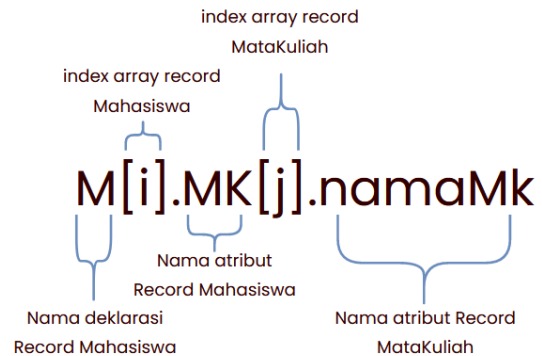 index array record
MataKuliah
index array record
Mahasiswa
M[i].MK[j].namaMk
Nama atribut
Record Mahasiswa
Nama deklarasi
Record Mahasiswa
Nama atribut Record
MataKuliah